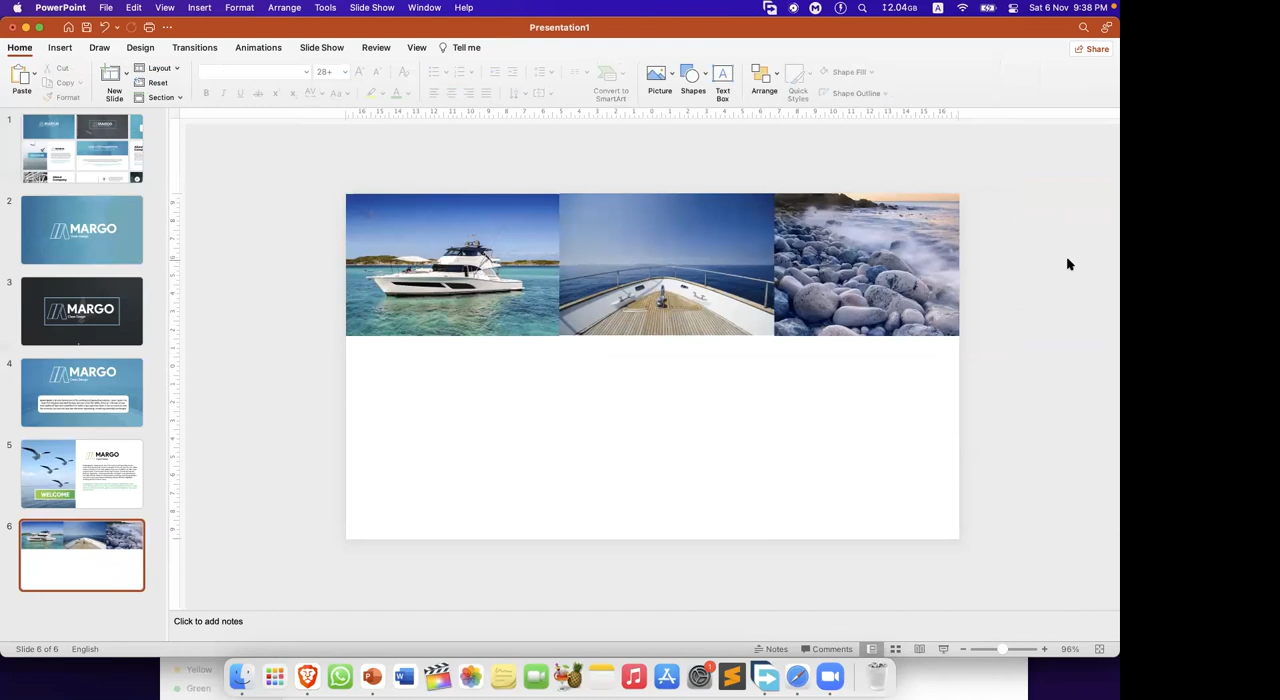 PowerPoint File Edit View Insert Format Arrange Tools Slide Show Window Help 2.04GB A Sat 6 Nov 9:38 PM
Presentation1
Home Insert Draw Design Transitions Animations Slide Show Review View Tell me Share
Paste Cut Copy Format New Slide Layout Reset Section 28+ Convert to SmartArt Picture Shapes Text Box Arrange Quick Styles Shape Fill Shape Outline
1
MARGO
2
MARGO
3
MARGO
4
MARGO
5
MARGO
WELCOME
6
Click to add notes
Slide 6 of 6 English Notes Comments 96%
Yellow
Green